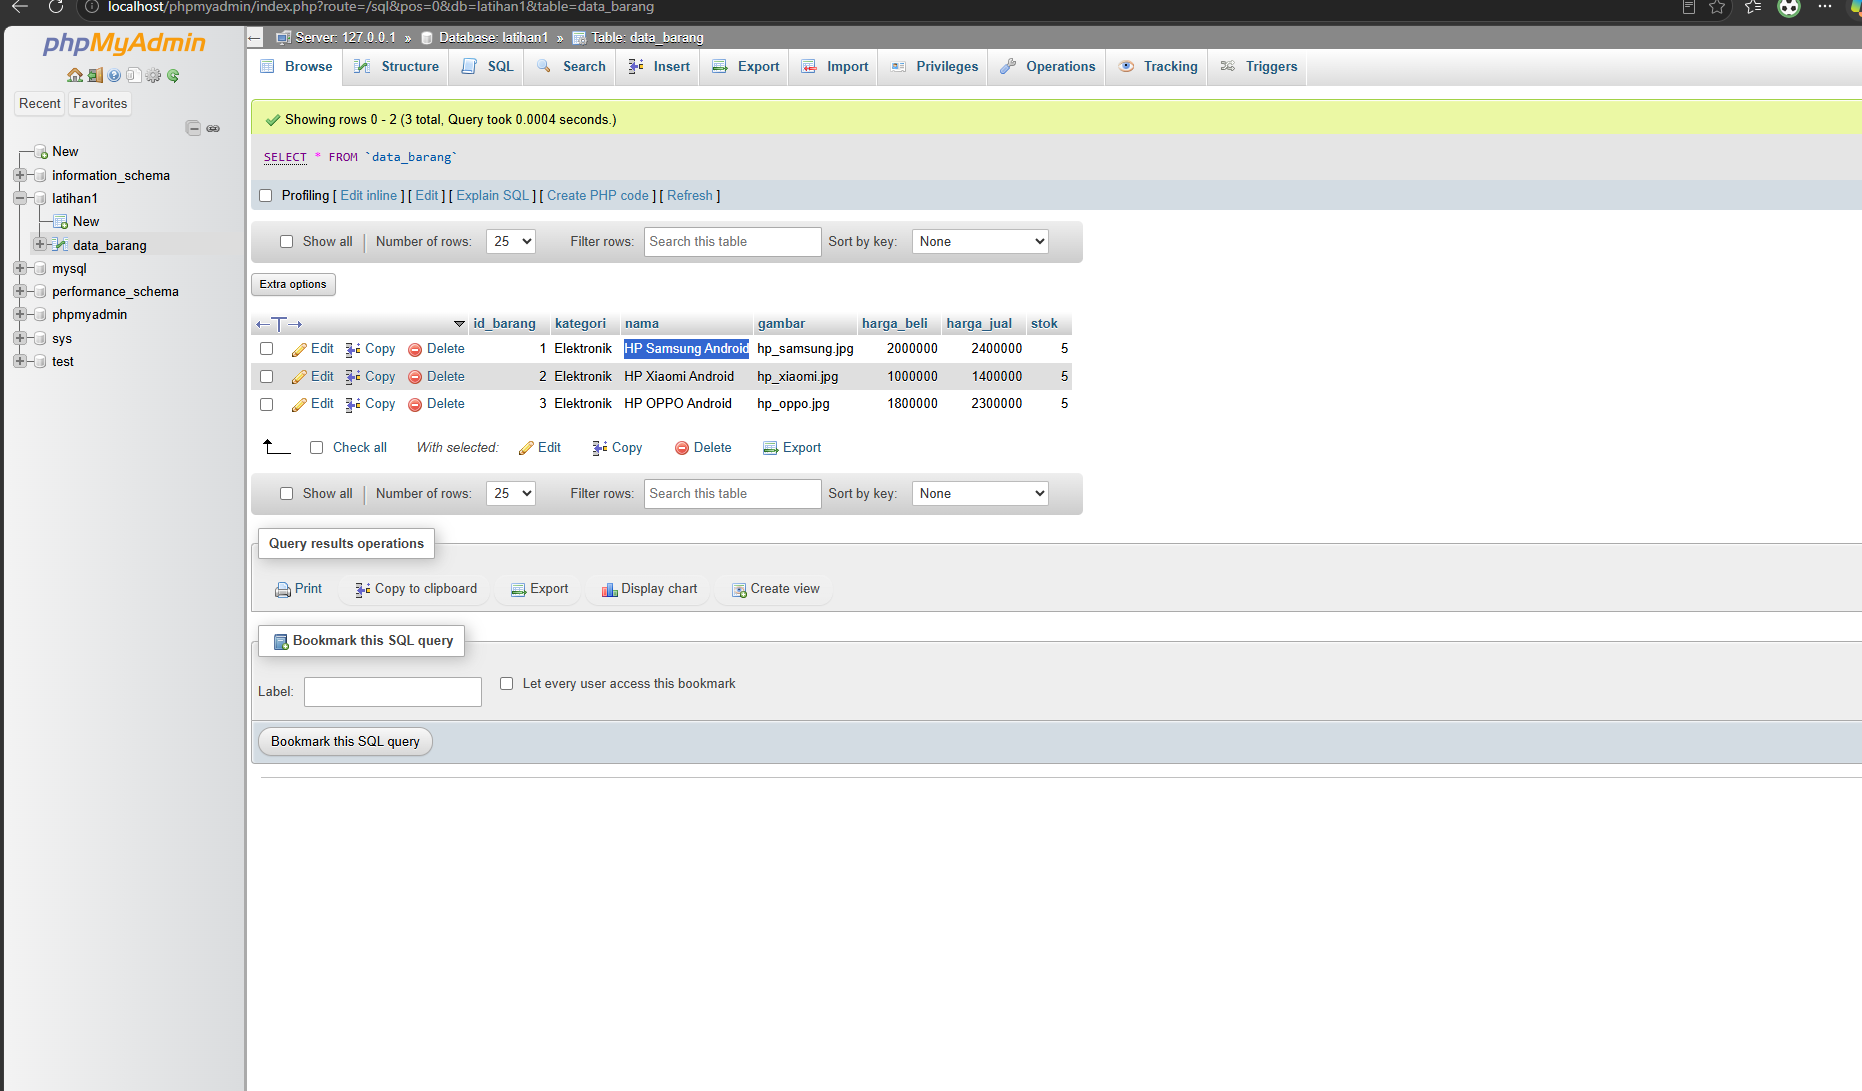 localhost/phpmyadmin/index.php?route=/sql&pos=0&db=latihan1&table=data_barang
phpMyAdmin
Recent Favorites
New
information_schema
latihan1
New
data_barang
mysql
performance_schema
phpmyadmin
sys
test
Server: 127.0.0.1 » Database: latihan1 » Table: data_barang
Browse Structure SQL Search Insert Export Import Privileges Operations Tracking Triggers
Showing rows 0 - 2 (3 total, Query took 0.0004 seconds.)
SELECT * FROM `data_barang`
Profiling [ Edit inline ] [ Edit ] [ Explain SQL ] [ Create PHP code ] [ Refresh ]
Show all Number of rows: 25 Filter rows: Search this table Sort by key: None
Extra options
id_barang kategori nama gambar harga_beli harga_jual stok
Edit Copy Delete 1 Elektronik HP Samsung Android hp_samsung.jpg 2000000 2400000 5
Edit Copy Delete 2 Elektronik HP Xiaomi Android hp_xiaomi.jpg 1000000 1400000 5
Edit Copy Delete 3 Elektronik HP OPPO Android hp_oppo.jpg 1800000 2300000 5
Check all With selected: Edit Copy Delete Export
Show all Number of rows: 25 Filter rows: Search this table Sort by key: None
Query results operations
Print Copy to clipboard Export Display chart Create view
Bookmark this SQL query
Label: Let every user access this bookmark
Bookmark this SQL query